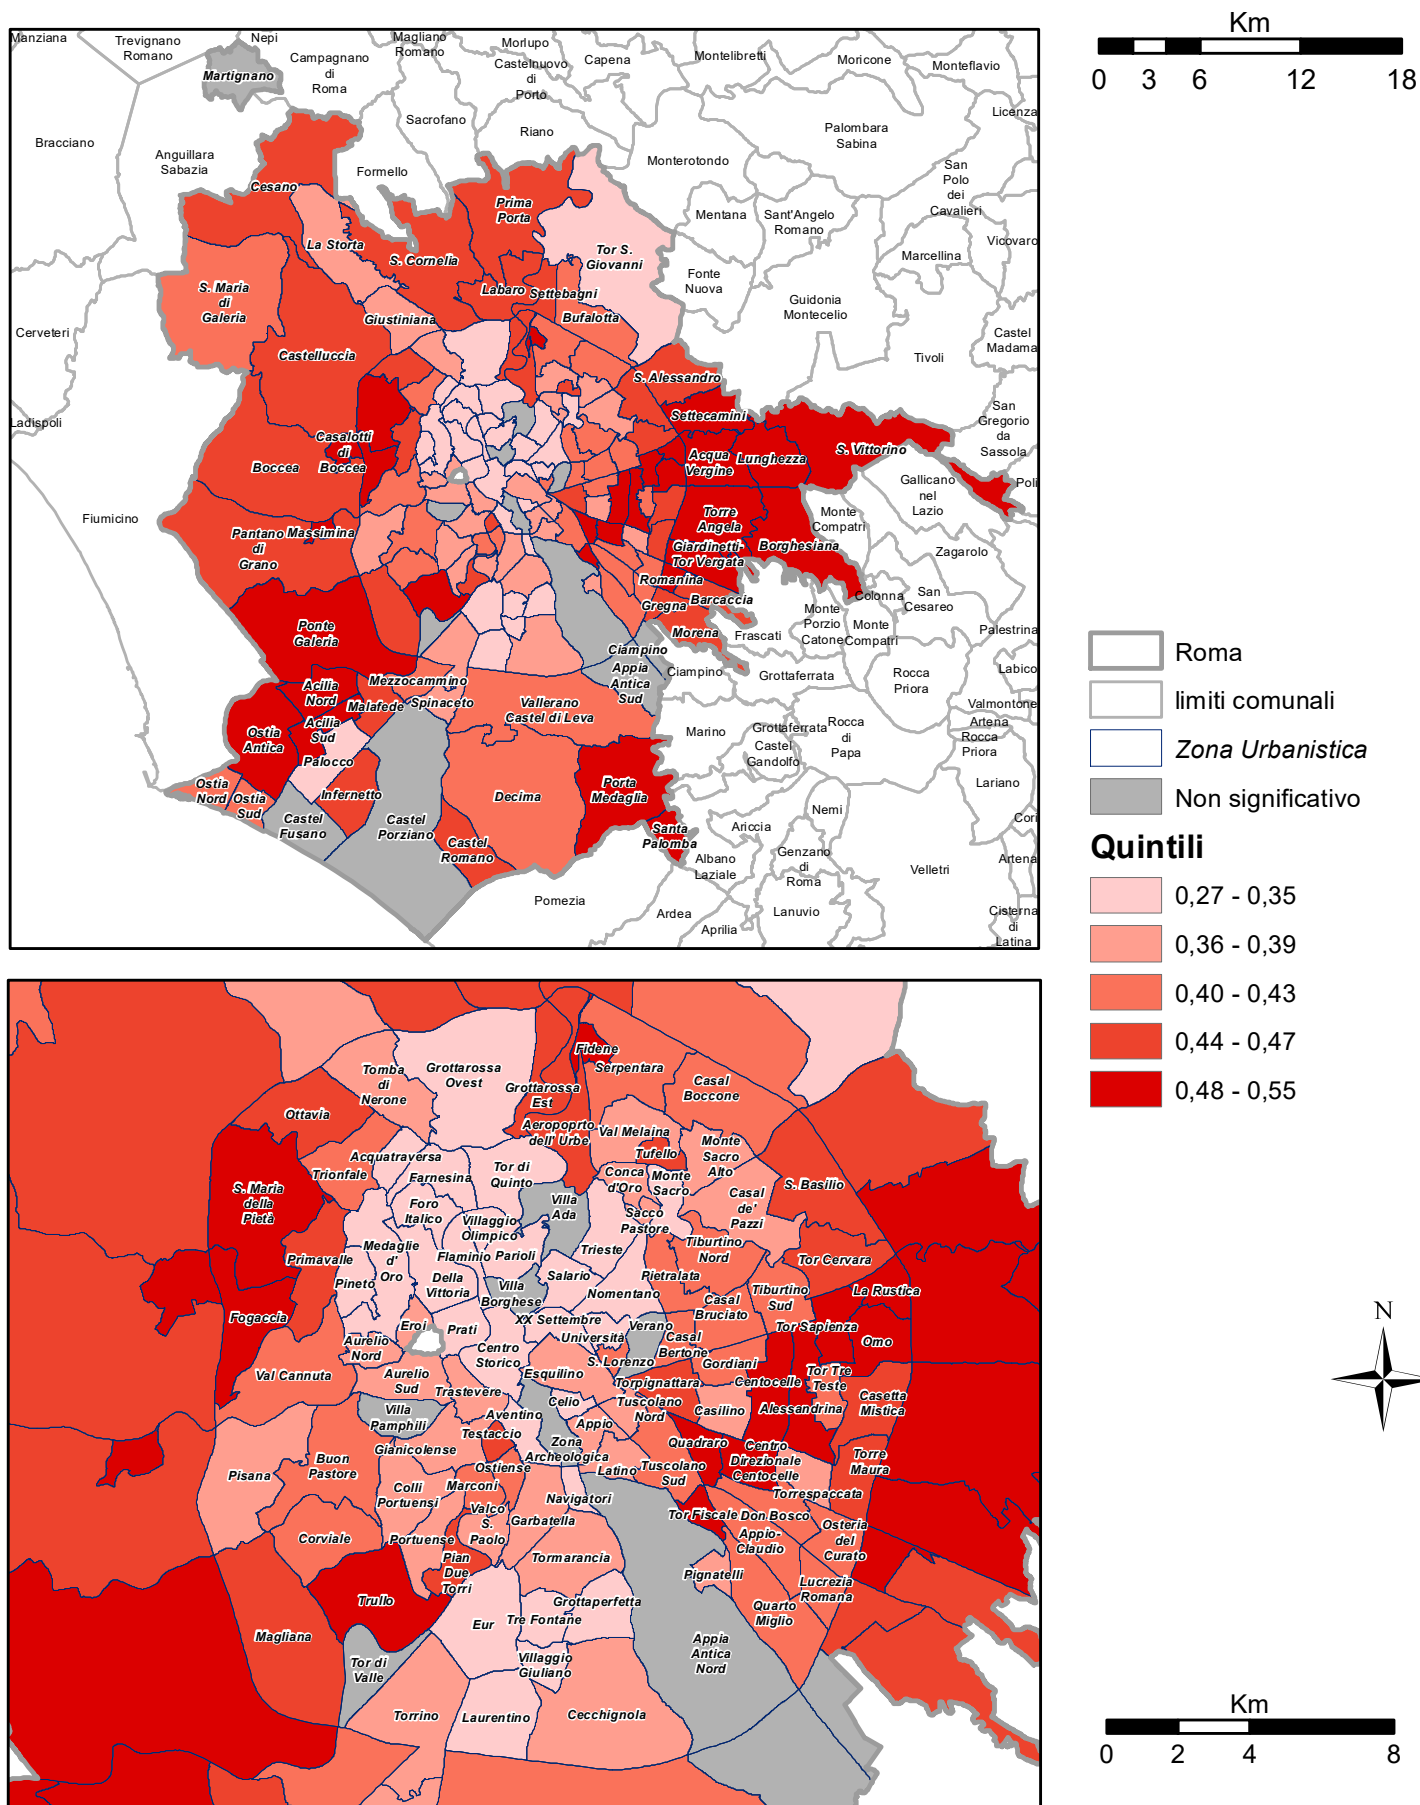 Manziana
Trevignano
Romano
Nepi
Magliano
Romano
Morlupo
Castelnuovo
di
Porto
Capena
Montelibretti
Moricone
Monteflavio
Campagnano
di
Roma
Martignano
Bracciano
Anguillara
Sabazia
Sacrofano
Riano
Formello
Monterotondo
Palombara
Sabina
Licenza
San
Polo
dei
Cavalieri
Mentana
Sant'Angelo
Romano
Vicovaro
Marcellina
Fonte
Nuova
Guidonia
Montecelio
Castel
Madama
Tivoli
Cesano
Prima
Porta
La Storta
S. Cornelia
Tor S.
Giovanni
S. Maria
di
Galeria
Labaro
Settebagni
Giustiniana
Bufalotta
Cerveteri
Castelluccia
S. Alessandro
Ladispoli
Settecamini
San
Gregorio
da
Sassola
Casalotti
di
Boccea
Boccea
Acqua
Vergine
Lunghezza
S. Vittorino
Gallicano
nel
Lazio
Poli
Fiumicino
Pantano
di
Grano
Massimina
Torre
Angela
Monte
Compatri
Giardinetti-
Tor Vergata
Borghesiana
Zagarolo
Romanina
Barcaccia
Gregna
Colonna
San
Cesareo
Ponte
Galeria
Morena
Frascati
Monte
Porzio
Catone
Monte
Compatri
Palestrina
Ciampino
Ciampino
Appia
Antica
Sud
Grottaferrata
Rocca
Priora
Labico
Valmontone
Acilia
Nord
Mezzocammino
Malafede
Spinaceto
Vallerano
Castel di Leva
Ostia
Antica
Acilia
Sud
Palocco
Marino
Grottaferrata
Castel
Gandolfo
Rocca
di
Papa
Artena
Rocca
Priora
Lariano
Ostia
Nord
Ostia
Sud
Infernetto
Castel
Fusano
Castel
Porziano
Decima
Porta
Medaglia
Santa
Palomba
Castel
Romano
Nemi
Ariccia
Cori
Albano
Laziale
Genzano
di
Roma
Velletri
Artena
Pomezia
Ardea
Aprilia
Lanuvio
Cisterna
di
Latina
Km
0 3 6 12 18
Roma
limiti comunali
Zona Urbanistica
Non significativo
Quintili
0,27 - 0,35
0,36 - 0,39
0,40 - 0,43
0,44 - 0,47
0,48 - 0,55
Fidene
Serpentara
Tomba
di
Nerone
Grottarossa
Ovest
Grottarossa
Est
Casal
Boccone
Ottavia
Aeropoprto
dell' Urbe
Val Melaina
Tufello
Monte
Sacro
Alto
Acquatraversa
Trionfale
Farnesina
Tor di
Quinto
Conca
d'Oro
Monte
Sacro
S. Basilio
S. Maria
della
Pietà
Foro
Italico
Villa
Ada
Casal
de'
Pazzi
Sacco
Pastore
Villaggio
Olimpico
Primavalle
Medaglie
d'
Oro
Flaminio
Parioli
Trieste
Tiburtino
Nord
Tor Cervara
Pineto
Della
Vittoria
Villa
Borghese
Salario
Nomentano
Pietralata
Tiburtino
Sud
La Rustica
Fogaccia
Eroi
Prati
XX Settembre
Università
Verano
Casal
Bruciato
Tor Sapienza
Omo
Aurelio
Nord
Centro
Storico
Casal
Bertone
S. Lorenzo
Gordiani
Val Cannuta
Aurelio
Sud
Trastevere
Esquilino
Torpignattara
Centocelle
Tor Tre
Teste
Casetta
Mistica
Villa
Pamphili
Aventino
Celio
Appio
Tuscolano
Nord
Casilino
Alessandrina
Gianicolense
Testaccio
Zona
Archeologica
Quadraro
Centro
Direzionale
Centocelle
Torre
Maura
Pisana
Buon
Pastore
Ostiense
Latino
Tuscolano
Sud
Torrespaccata
Colli
Portuensi
Marconi
Navigatori
Valco
S.
Paolo
Garbatella
Tor Fiscale
Don Bosco
Appio-
Claudio
Osteria
del
Curato
Corviale
Portuense
Pian
Due
Torri
Tormarancia
Pignatelli
Lucrezia
Romana
Trullo
Grottaperfetta
Quarto
Miglio
Magliana
Eur
Tre Fontane
Villaggio
Giuliano
Appia
Antica
Nord
Tor di
Valle
Torrino
Laurentino
Cecchignola
N
Km
0 2 4 8